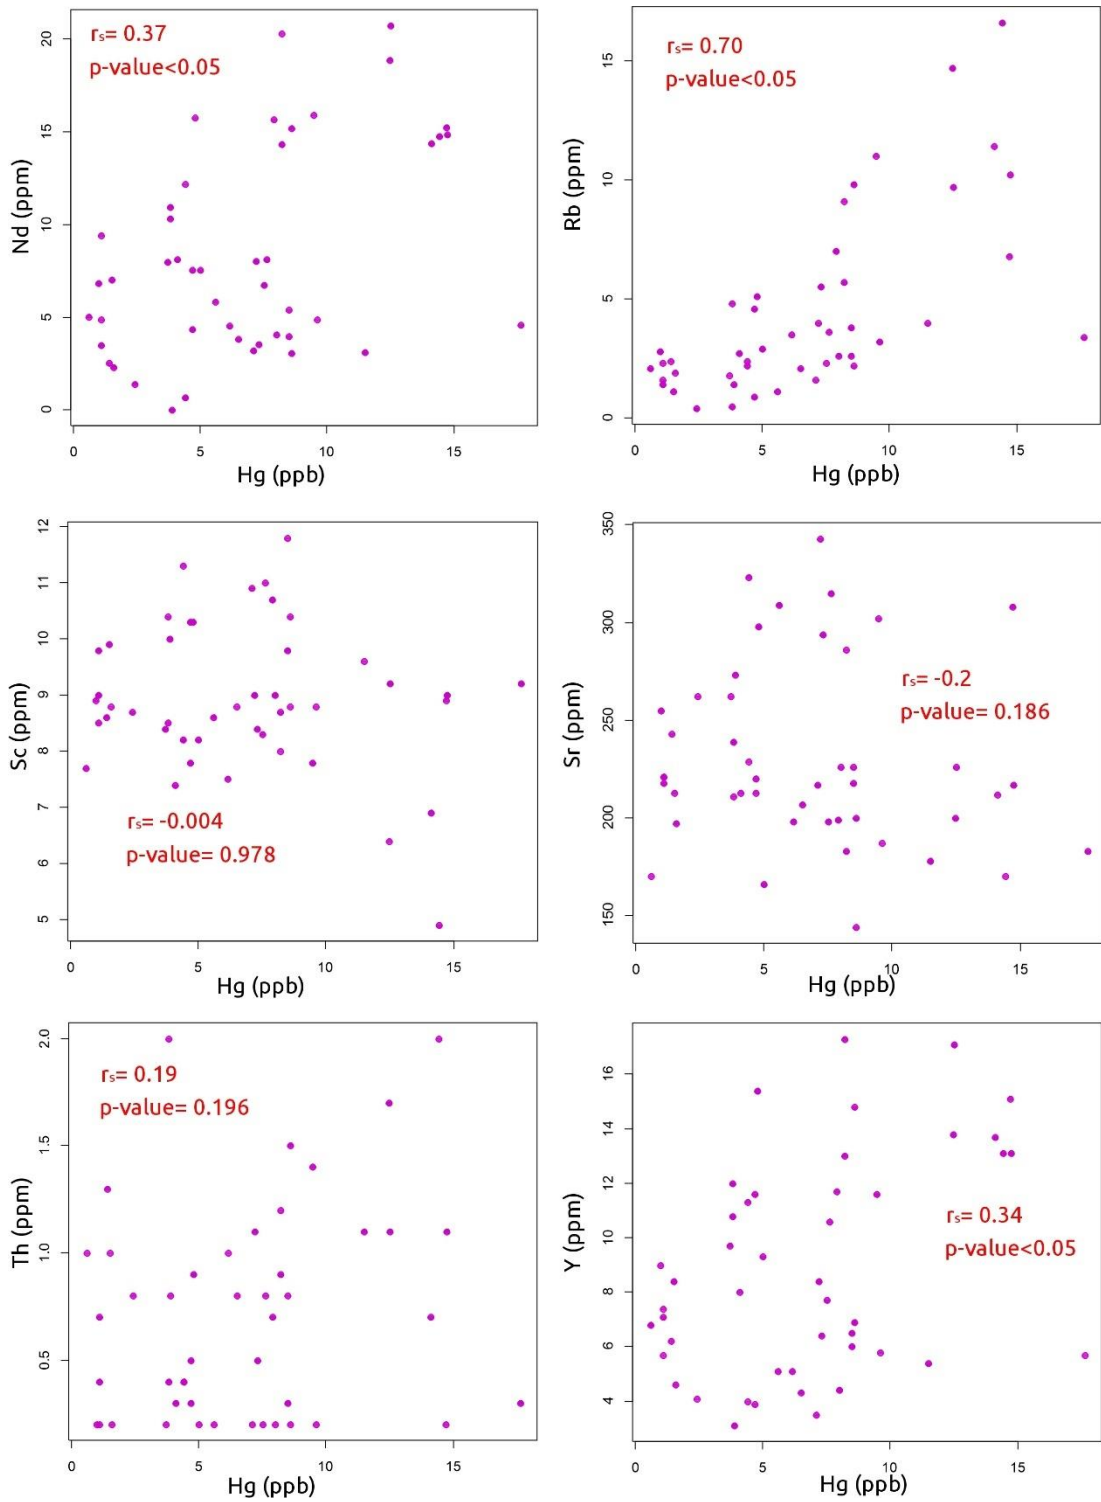 rs= 0.37
p-value<0.05
Nd (ppm)
0 5 10 15 20
0 5 10 15
Hg (ppb)
rs= 0.70
p-value<0.05
Rb (ppm)
0 5 10 15
0 5 10 15
Hg (ppb)
rs= -0.004
p-value= 0.978
Sc (ppm)
5 6 7 8 9 10 11 12
0 5 10 15
Hg (ppb)
rs= -0.2
p-value= 0.186
Sr (ppm)
150 200 250 300 350
0 5 10 15
Hg (ppb)
rs= 0.19
p-value= 0.196
Th (ppm)
0.5 1.0 1.5 2.0
0 5 10 15
Hg (ppb)
rs= 0.34
p-value<0.05
Y (ppm)
4 6 8 10 12 14 16
0 5 10 15
Hg (ppb)